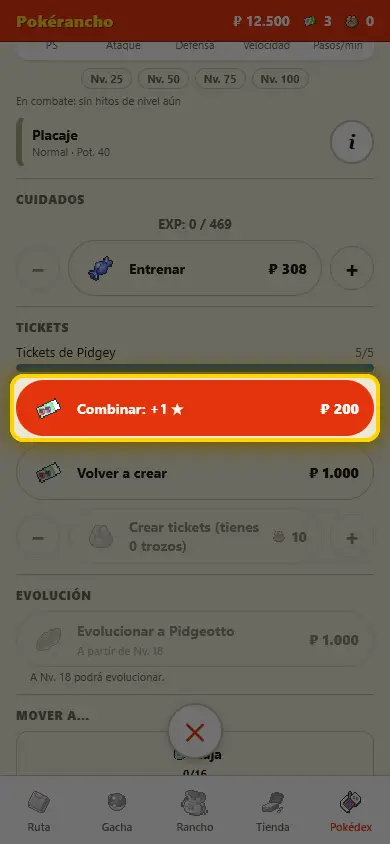 Pokérancho
₽ 12.500
3
0
PS Ataque Defensa Velocidad Pasos/min
Nv. 25 Nv. 50 Nv. 75 Nv. 100
En combate: sin hitos de nivel aún
Placaje
Normal · Pot. 40
i
CUIDADOS
EXP: 0 / 469
−
Entrenar
₽ 308
+
TICKETS
Tickets de Pidgey
5/5
Combinar: +1 ★
₽ 200
Volver a crear
₽ 1.000
−
Crear tickets (tienes
0 trozos)
10
+
EVOLUCIÓN
Evolucionar a Pidgeotto
A partir de Nv. 18
₽ 1.000
A Nv. 18 podrá evolucionar.
MOVER A...
0/16
Ruta
Gacha
Rancho
Tienda
Pokédex